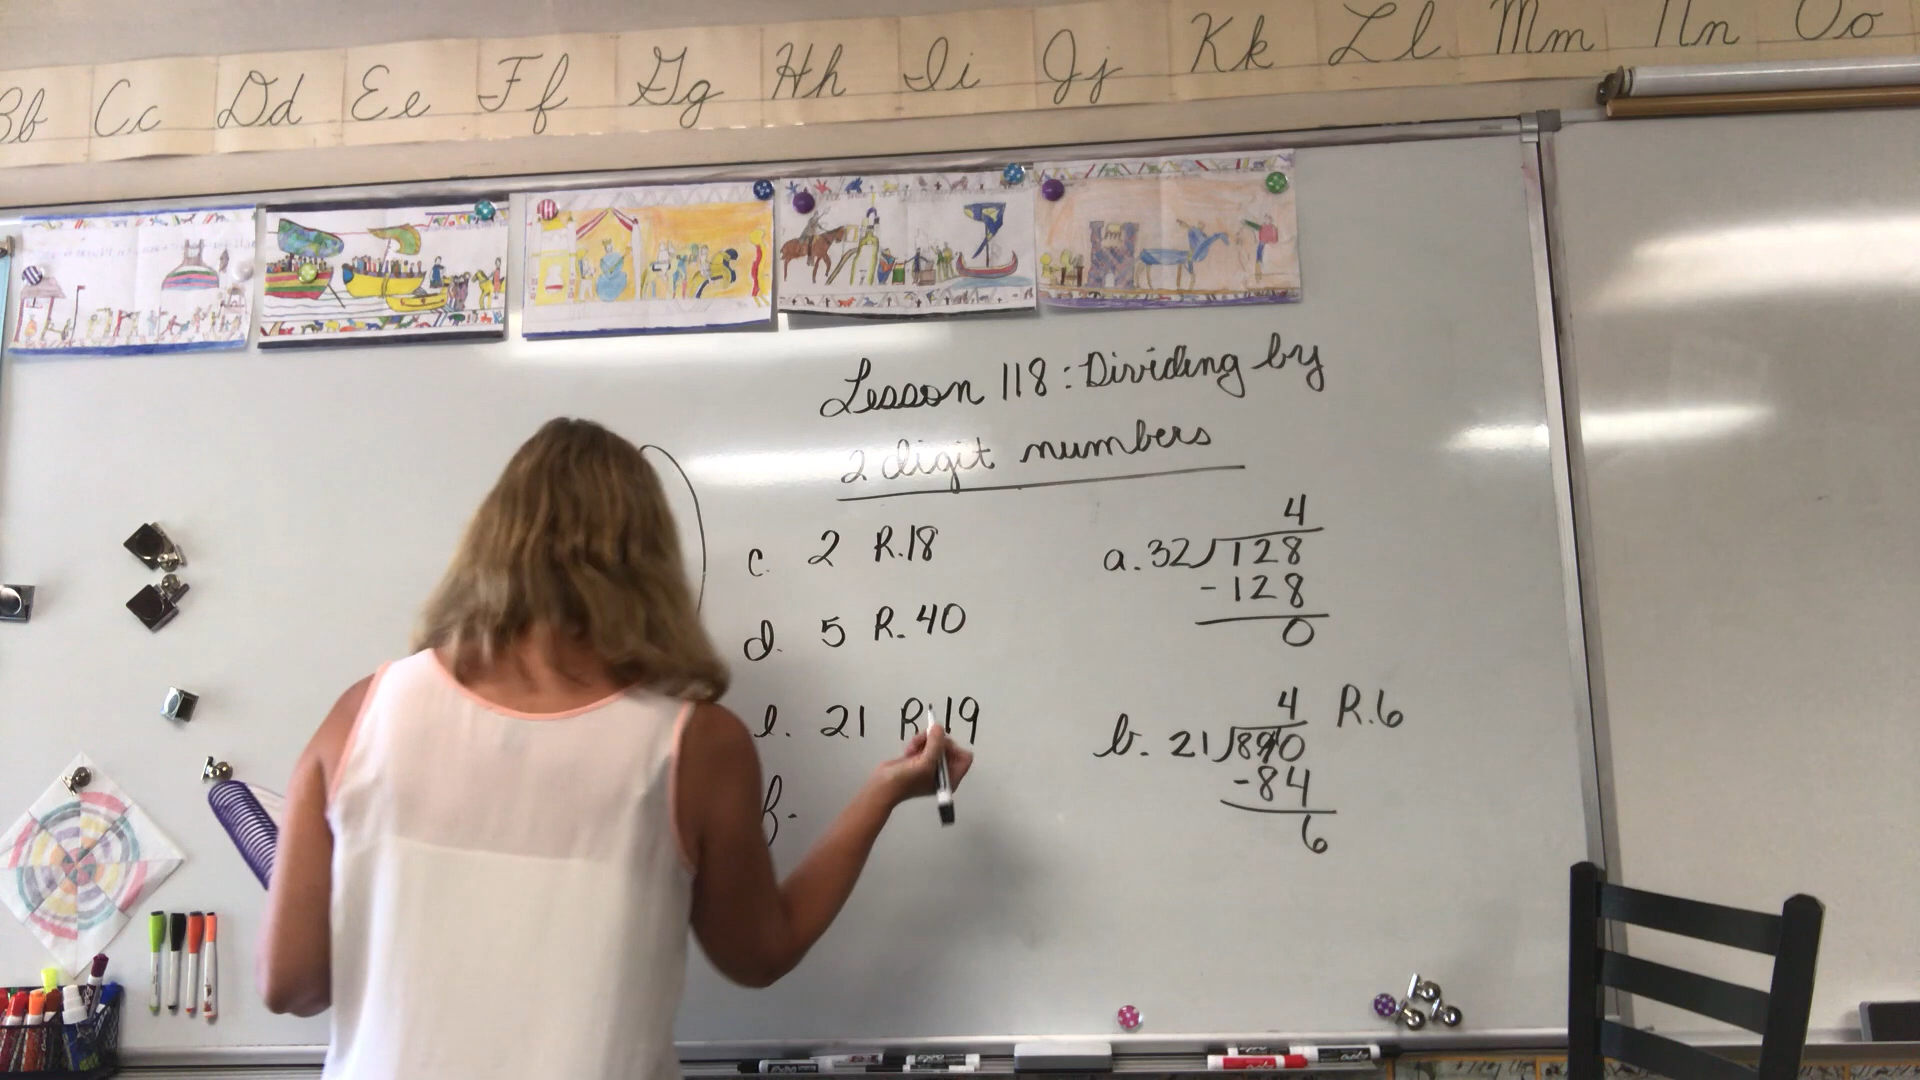 Bb Cc Dd Ee Ff Gg Hh Ii Jj Kk Ll Mm Nn Oo
Lesson 118: Dividing by
2 digit numbers
c. 2 R.18
d. 5 R.40
e. 21 R.19
f.
4
a. 32 128
-128
0
4 R.6
b. 21
-84
6